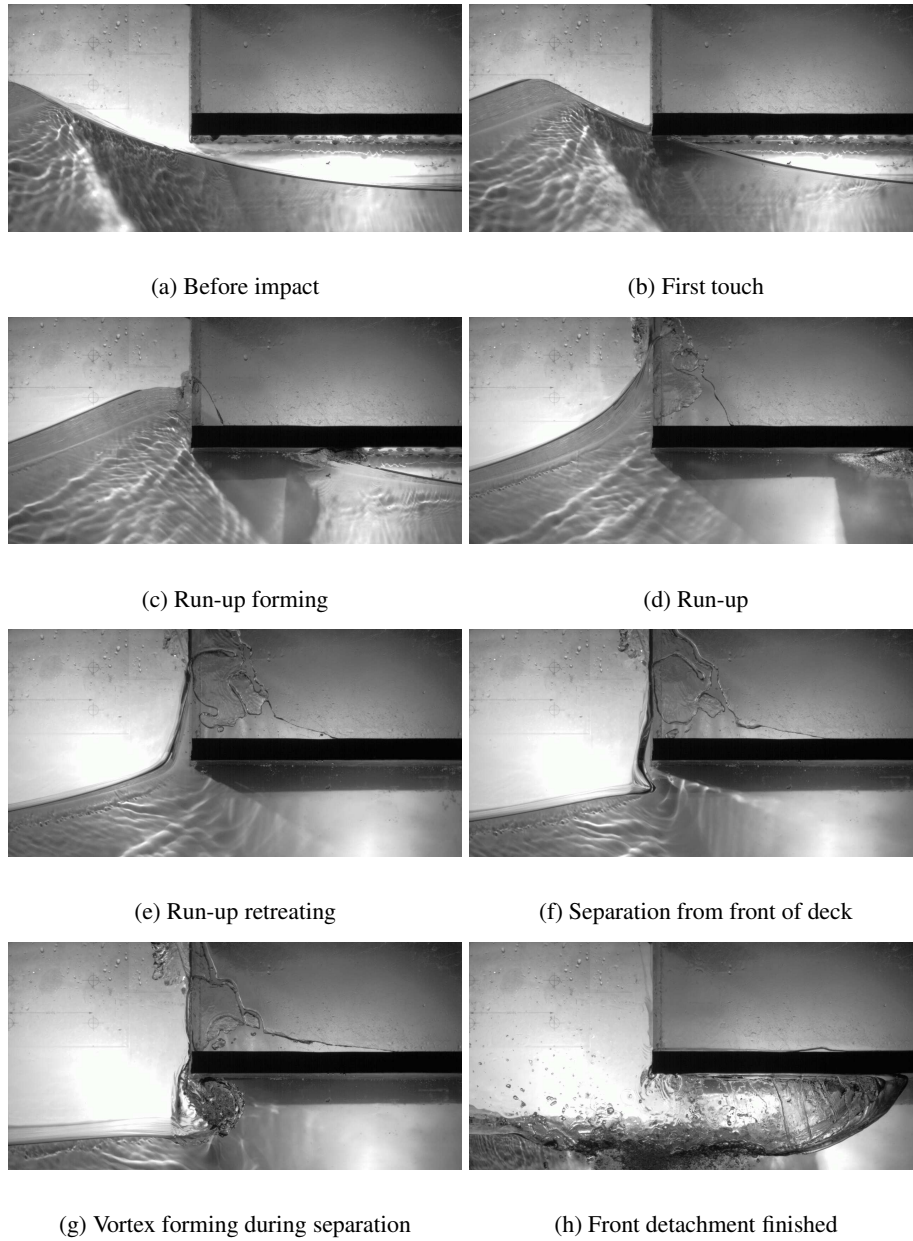 (a) Before impact
(b) First touch
(c) Run-up forming
(d) Run-up
(e) Run-up retreating
(f) Separation from front of deck
(g) Vortex forming during separation
(h) Front detachment finished